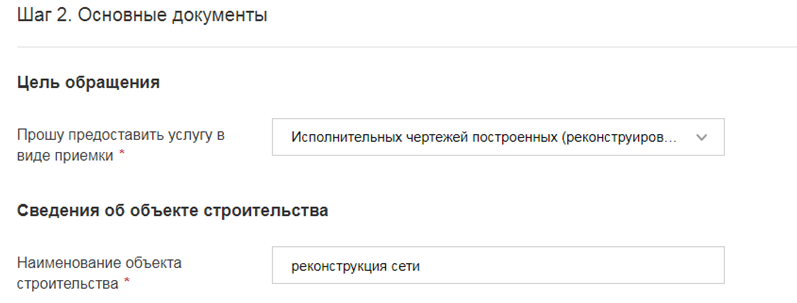 Шаг 2. Основные документы
Цель обращения
Прошу предоставить услугу в
виде приемки *
Исполнительных чертежей построенных (реконструиров...
Сведения об объекте строительства
Наименование объекта
строительства *
реконструкция сети